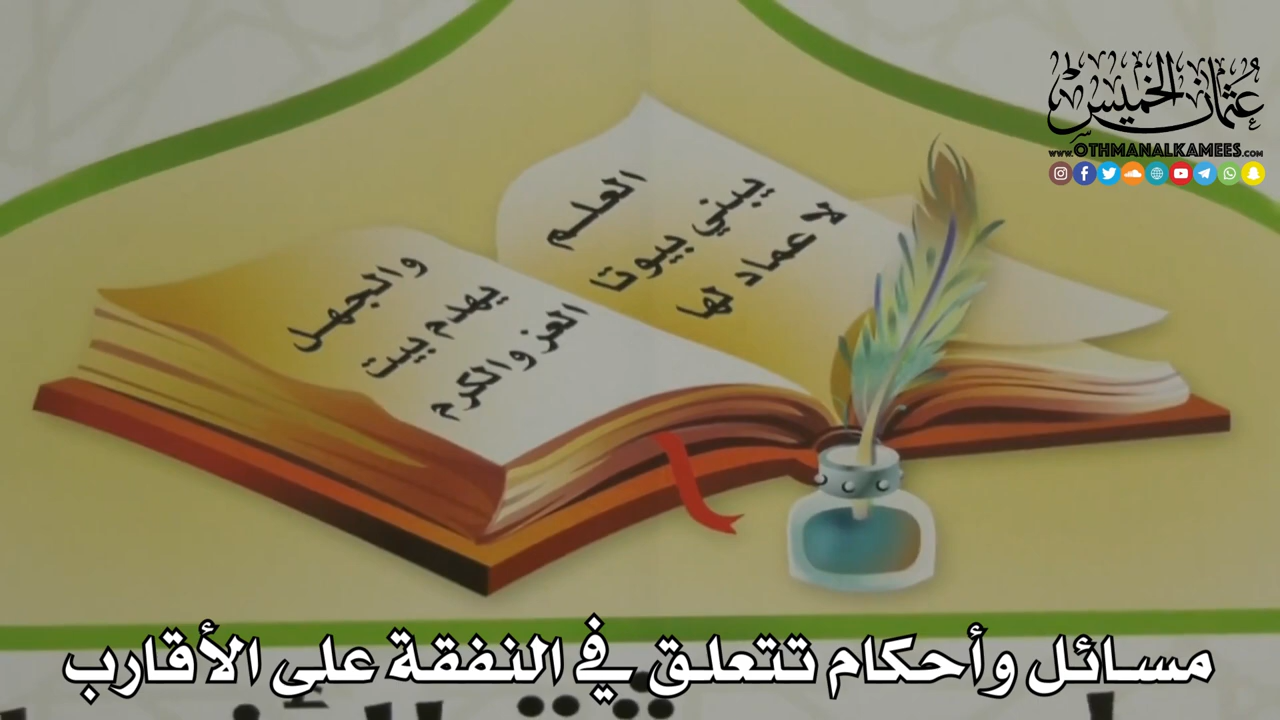 عثمان الخميس
www.OTHMANALKAMEES.com
العلم
يبني بيوت
لا عماد لها
والجهل
يهدم بيت
العز والكرم
مسائل وأحكام تتعلق في النفقة على الأقارب